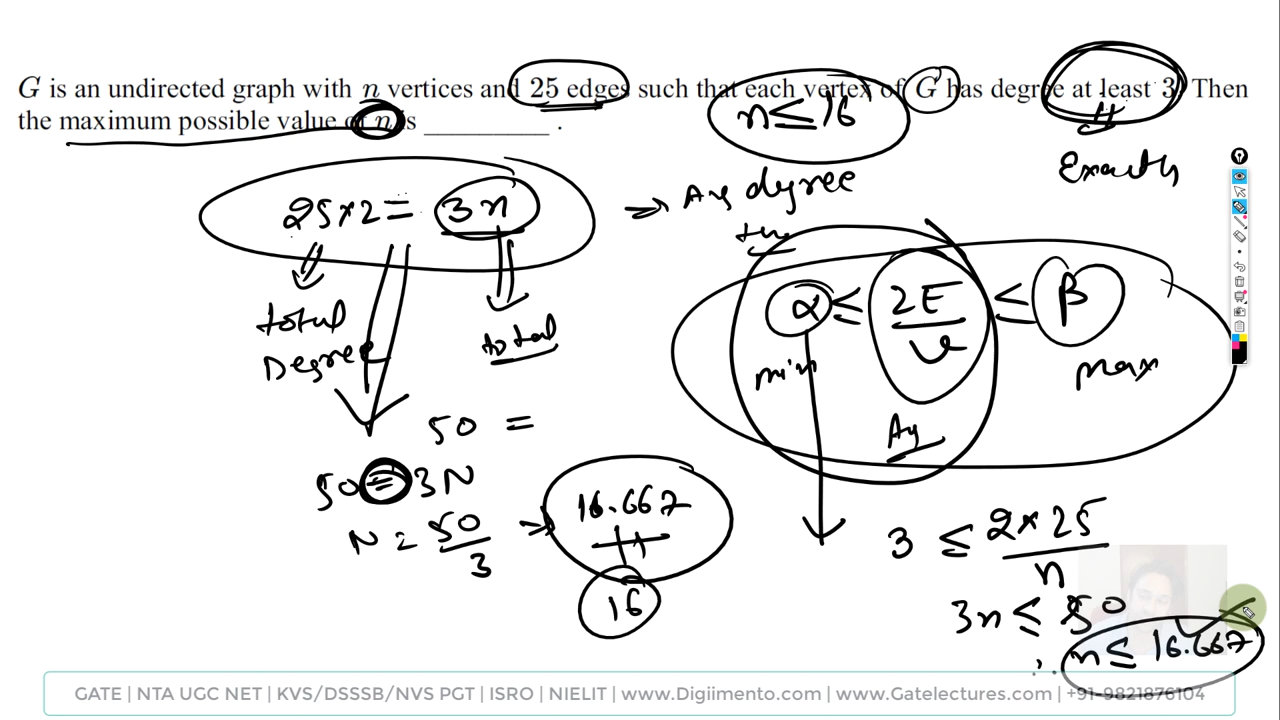 G is an undirected graph with n vertices and 25 edges such that each vertex of G has degree at least 3. Then
the maximum possible value of n is __________ .
n ≤ 16
Exactly
25×2 = 3n
→ Avg degree
α ≤ 2E/v ≤ β
total
Degree
total
min
max
Avg
50 =
50 = 3N
N = 50/3 → 16.667
16
3 ≤ 2×25/n
3n ≤ 50
∴ n ≤ 16.667
GATE | NTA UGC NET | KVS/DSSSB/NVS PGT | ISRO | NIELIT | www.Digiimento.com | www.Gatelectures.com | +91-9821876104